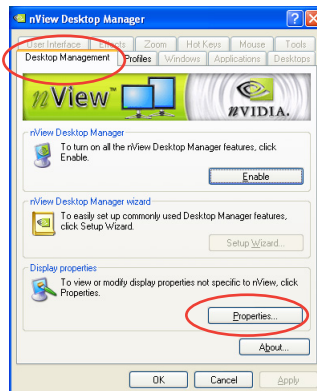 nView Desktop Manager
User Interface Effects Zoom Hot Keys Mouse Tools
Desktop Management Profiles Windows Applications Desktops
nView™ nVIDIA.
nView Desktop Manager
To turn on all the nView Desktop Manager features, click
Enable.
Enable
nView Desktop Manager wizard
To easily set up commonly used Desktop Manager features,
click Setup Wizard.
Setup Wizard...
Display properties
To view or modify display properties not specific to nView, click
Properties.
Properties...
About...
OK Cancel Apply